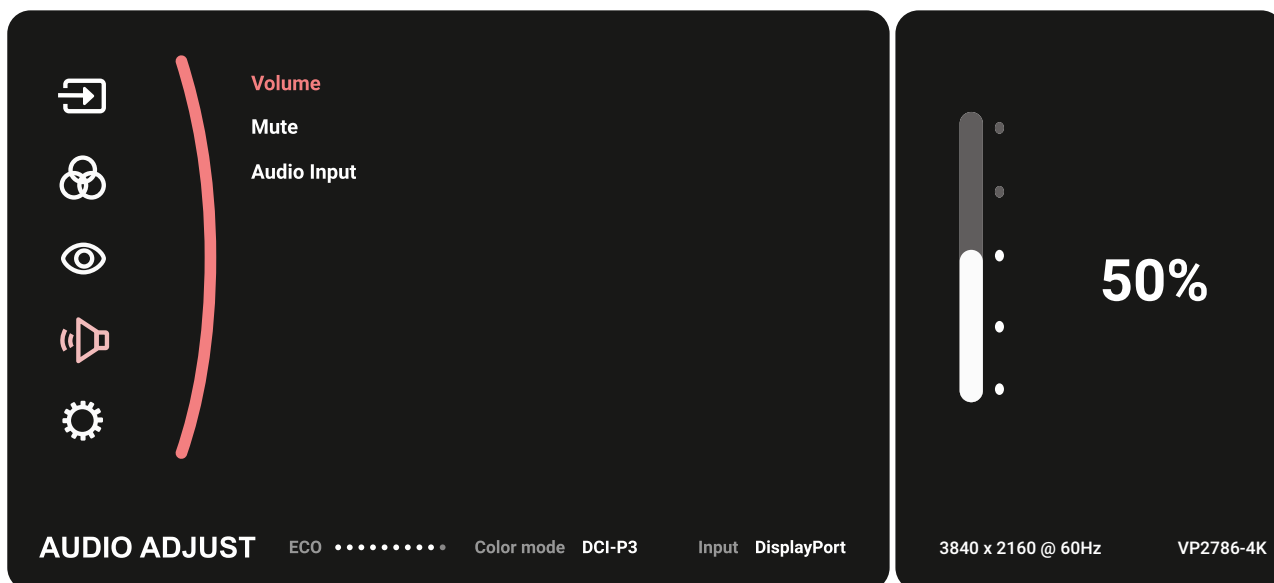 Volume
Mute
Audio Input
50%
AUDIO ADJUST ECO Color mode DCI-P3 Input DisplayPort 3840 x 2160 @ 60Hz VP2786-4K